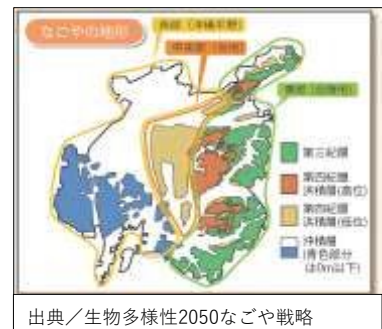 なごやの地形
西部(沖積平野)
中央部(台地)
東部(丘陵地)
第三紀層
第四紀層
洪積層(高位)
第四紀層
洪積層(低位)
沖積層
(青色部分
は0m以下)
出典/生物多様性2050なごや戦略